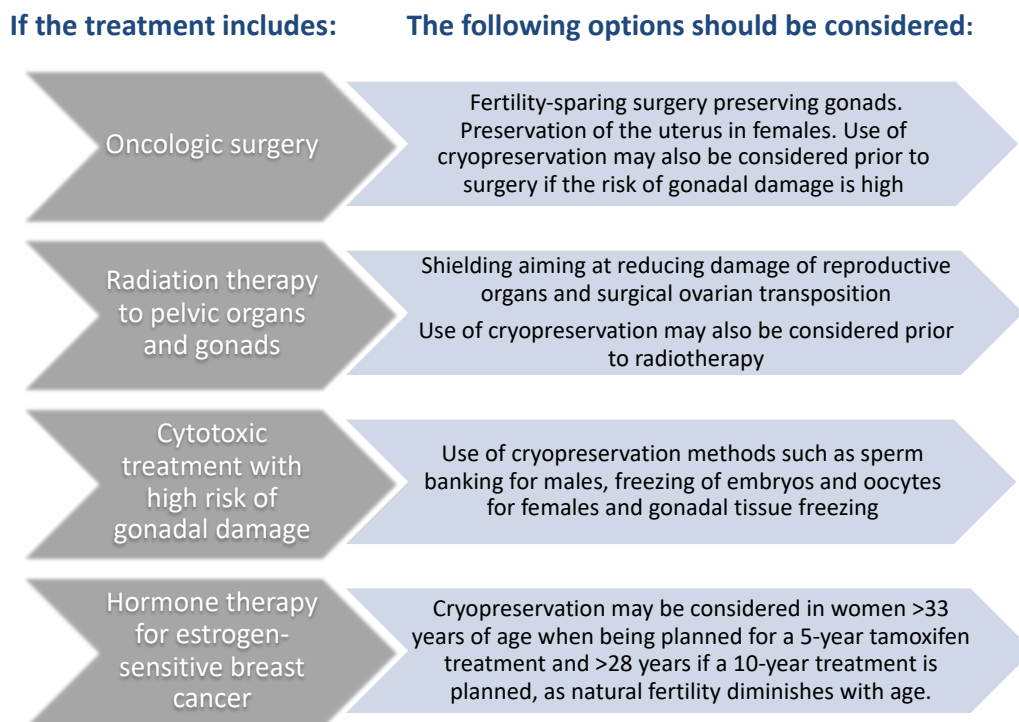 If the treatment includes:
The following options should be considered:
Oncologic surgery
Fertility-sparing surgery preserving gonads.
Preservation of the uterus in females. Use of
cryopreservation may also be considered prior to
surgery if the risk of gonadal damage is high
Radiation therapy
to pelvic organs
and gonads
Shielding aiming at reducing damage of reproductive
organs and surgical ovarian transposition
Use of cryopreservation may also be considered prior
to radiotherapy
Cytotoxic
treatment with
high risk of
gonadal damage
Use of cryopreservation methods such as sperm
banking for males, freezing of embryos and oocytes
for females and gonadal tissue freezing
Hormone therapy
for estrogen-
sensitive breast
cancer
Cryopreservation may be considered in women >33
years of age when being planned for a 5-year tamoxifen
treatment and >28 years if a 10-year treatment is
planned, as natural fertility diminishes with age.